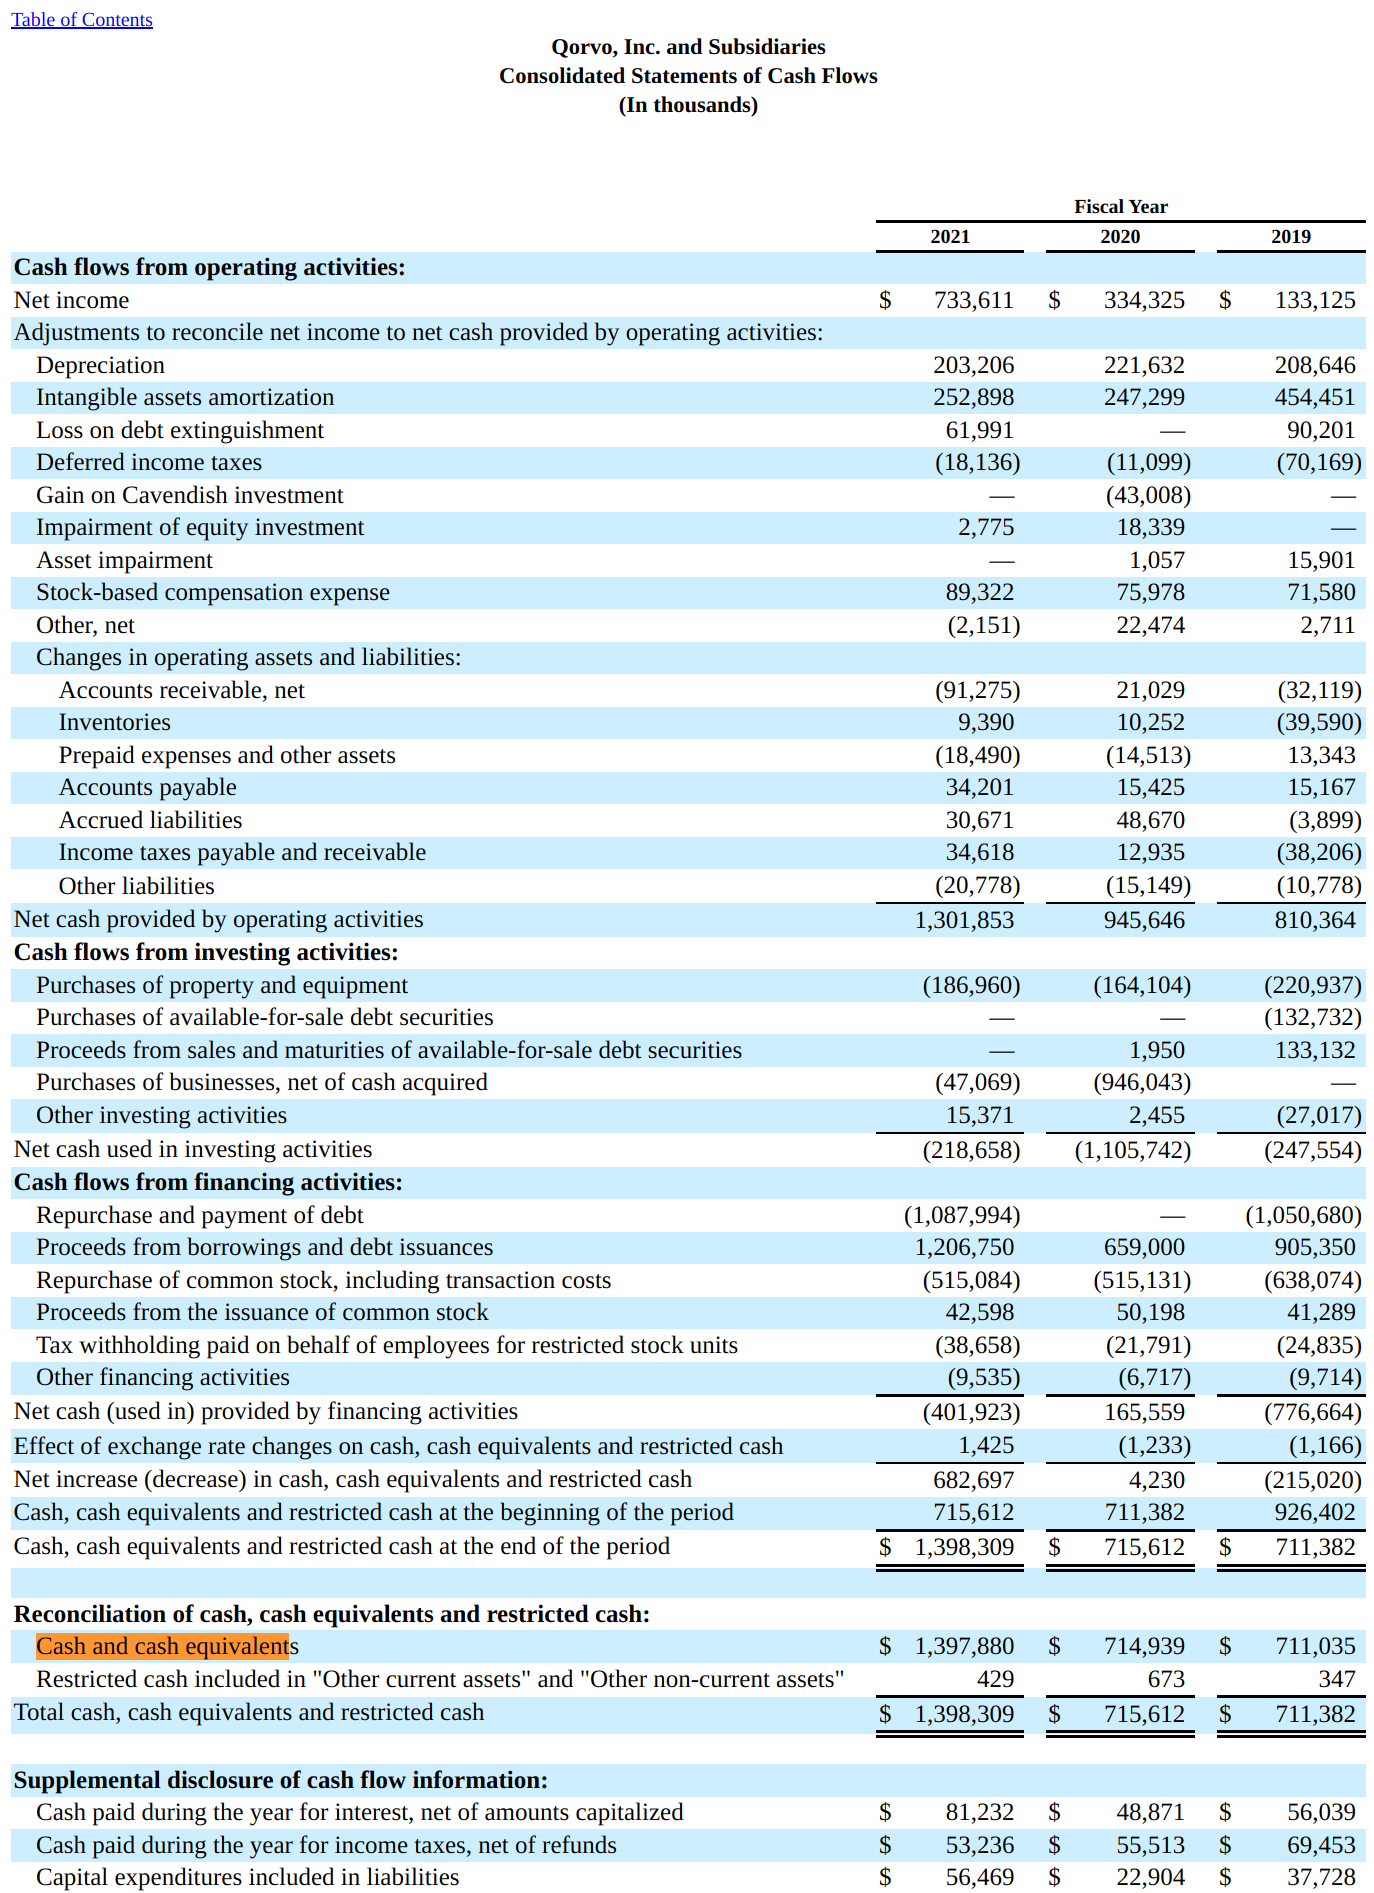 Table of Contents
Qorvo, Inc. and Subsidiaries
Consolidated Statements of Cash Flows
(In thousands)
Fiscal Year
2021 2020 2019
Cash flows from operating activities:
Net income $ 733,611 $ 334,325 $ 133,125
Adjustments to reconcile net income to net cash provided by operating activities:
Depreciation 203,206 221,632 208,646
Intangible assets amortization 252,898 247,299 454,451
Loss on debt extinguishment 61,991 — 90,201
Deferred income taxes (18,136) (11,099) (70,169)
Gain on Cavendish investment — (43,008) —
Impairment of equity investment 2,775 18,339 —
Asset impairment — 1,057 15,901
Stock-based compensation expense 89,322 75,978 71,580
Other, net (2,151) 22,474 2,711
Changes in operating assets and liabilities:
Accounts receivable, net (91,275) 21,029 (32,119)
Inventories 9,390 10,252 (39,590)
Prepaid expenses and other assets (18,490) (14,513) 13,343
Accounts payable 34,201 15,425 15,167
Accrued liabilities 30,671 48,670 (3,899)
Income taxes payable and receivable 34,618 12,935 (38,206)
Other liabilities (20,778) (15,149) (10,778)
Net cash provided by operating activities 1,301,853 945,646 810,364
Cash flows from investing activities:
Purchases of property and equipment (186,960) (164,104) (220,937)
Purchases of available-for-sale debt securities — — (132,732)
Proceeds from sales and maturities of available-for-sale debt securities — 1,950 133,132
Purchases of businesses, net of cash acquired (47,069) (946,043) —
Other investing activities 15,371 2,455 (27,017)
Net cash used in investing activities (218,658) (1,105,742) (247,554)
Cash flows from financing activities:
Repurchase and payment of debt (1,087,994) — (1,050,680)
Proceeds from borrowings and debt issuances 1,206,750 659,000 905,350
Repurchase of common stock, including transaction costs (515,084) (515,131) (638,074)
Proceeds from the issuance of common stock 42,598 50,198 41,289
Tax withholding paid on behalf of employees for restricted stock units (38,658) (21,791) (24,835)
Other financing activities (9,535) (6,717) (9,714)
Net cash (used in) provided by financing activities (401,923) 165,559 (776,664)
Effect of exchange rate changes on cash, cash equivalents and restricted cash 1,425 (1,233) (1,166)
Net increase (decrease) in cash, cash equivalents and restricted cash 682,697 4,230 (215,020)
Cash, cash equivalents and restricted cash at the beginning of the period 715,612 711,382 926,402
Cash, cash equivalents and restricted cash at the end of the period $ 1,398,309 $ 715,612 $ 711,382
Reconciliation of cash, cash equivalents and restricted cash:
Cash and cash equivalents $ 1,397,880 $ 714,939 $ 711,035
Restricted cash included in "Other current assets" and "Other non-current assets" 429 673 347
Total cash, cash equivalents and restricted cash $ 1,398,309 $ 715,612 $ 711,382
Supplemental disclosure of cash flow information:
Cash paid during the year for interest, net of amounts capitalized $ 81,232 $ 48,871 $ 56,039
Cash paid during the year for income taxes, net of refunds $ 53,236 $ 55,513 $ 69,453
Capital expenditures included in liabilities $ 56,469 $ 22,904 $ 37,728